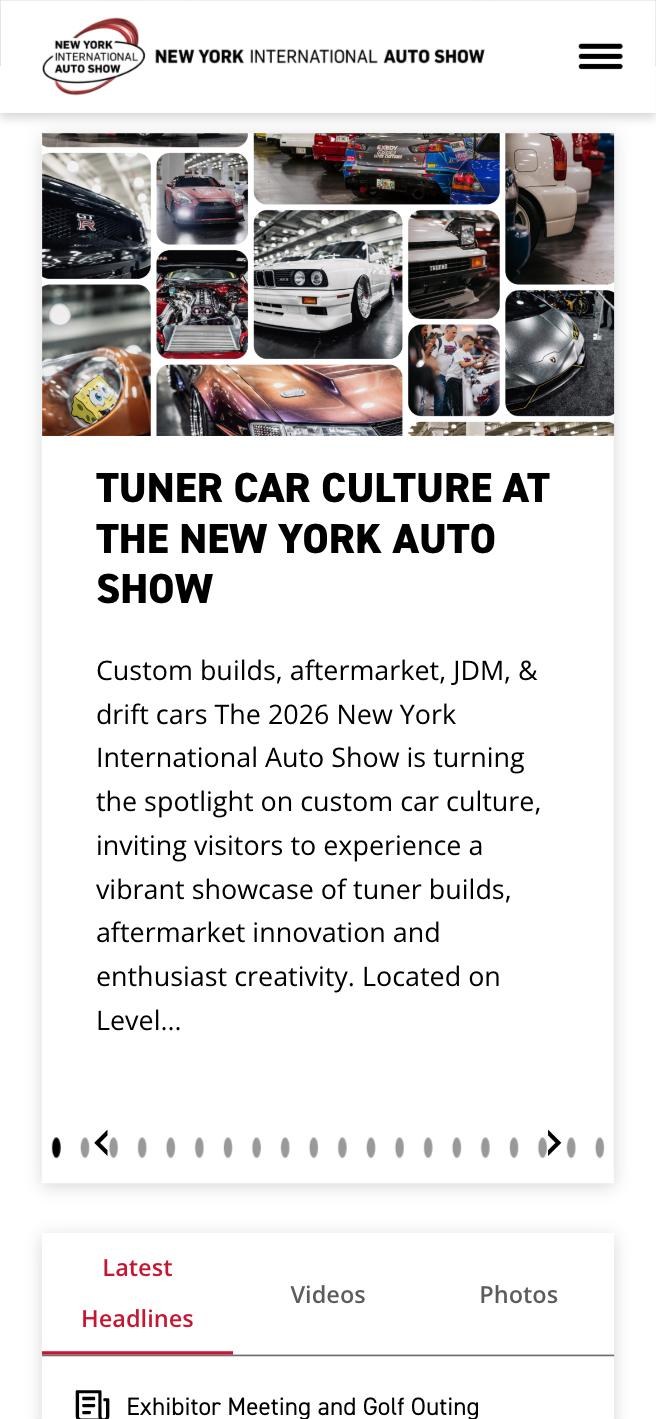 NEW YORK
INTERNATIONAL
AUTO SHOW
NEW YORK INTERNATIONAL AUTO SHOW
GT
R
TUNER CAR CULTURE AT
THE NEW YORK AUTO
SHOW
Custom builds, aftermarket, JDM, &
drift cars The 2026 New York
International Auto Show is turning
the spotlight on custom car culture,
inviting visitors to experience a
vibrant showcase of tuner builds,
aftermarket innovation and
enthusiast creativity. Located on
Level...
Latest
Headlines
Videos
Photos
Exhibitor Meeting and Golf Outing